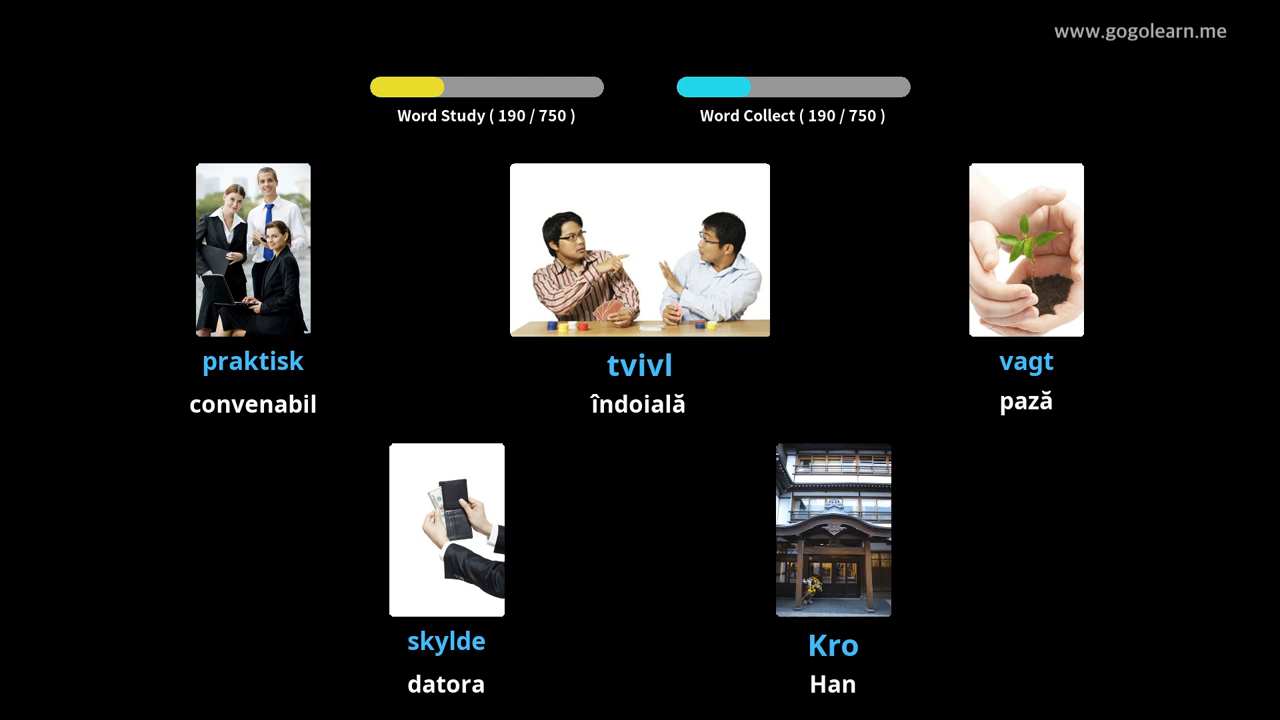 www.gogolearn.me
Word Study ( 190 / 750 )
Word Collect ( 190 / 750 )
praktisk
convenabil
tvivl
îndoială
vagt
pază
skylde
datora
Kro
Han